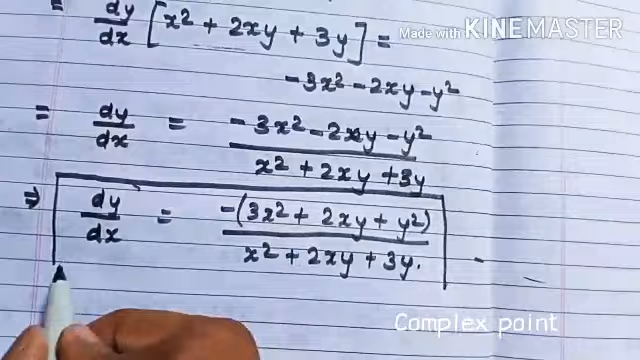 = dy/dx [x² + 2xy + 3y] =
Made with KINEMASTER
-3x² - 2xy - y²
= dy/dx = -3x² - 2xy - y² / x² + 2xy + 3y
⇒ dy/dx = -(3x² + 2xy + y²) / x² + 2xy + 3y.
Complex point